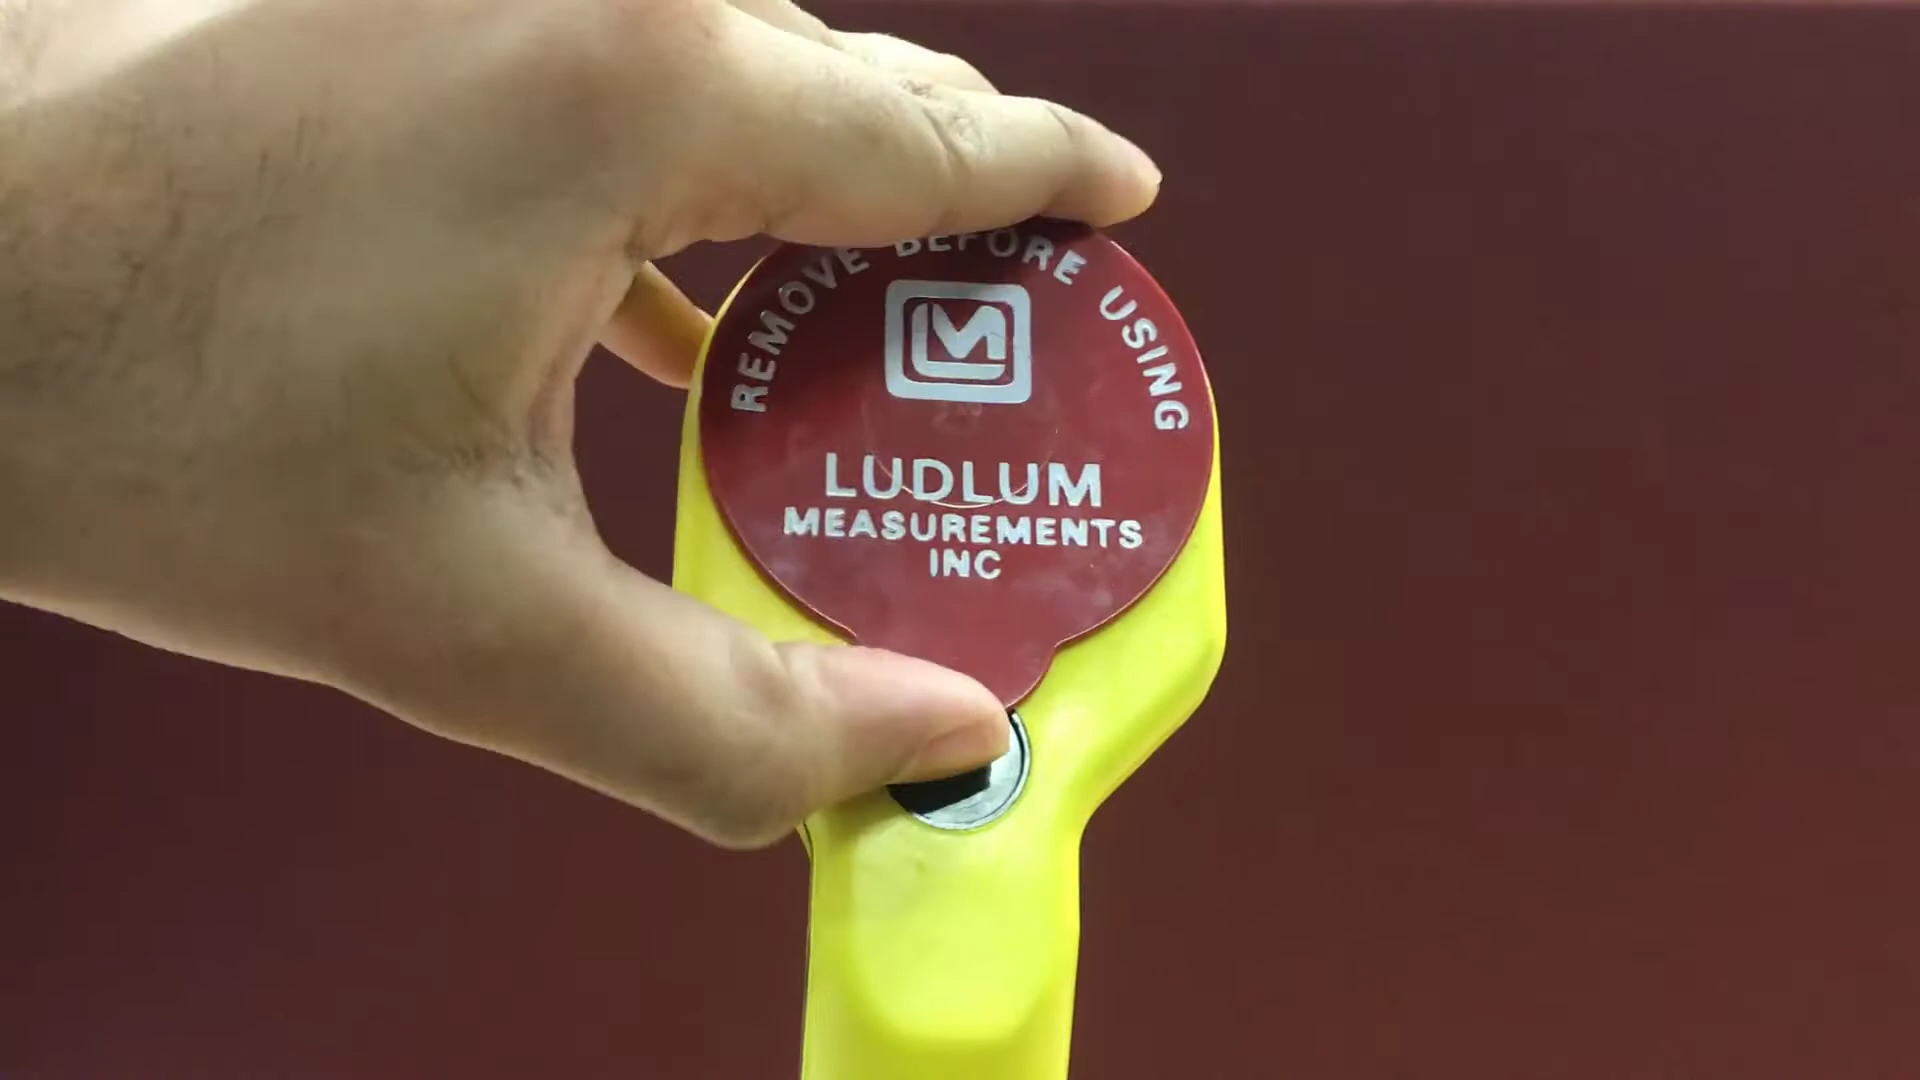 REMOVE BEFORE USING
LM
LUDLUM
MEASUREMENTS
INC